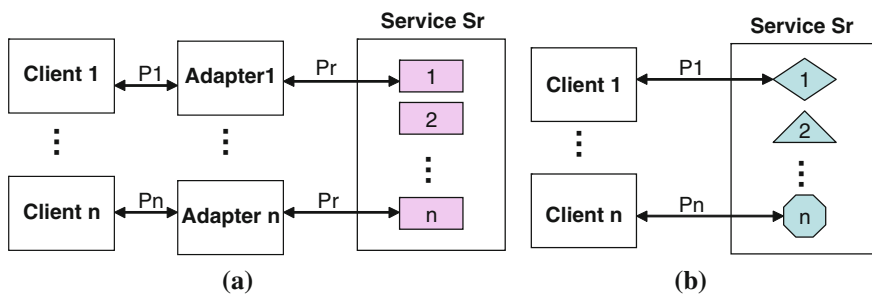 Service Sr
Client 1
P1
Adapter1
Pr
1
2
Client n
Pn
Adapter n
Pr
n
(a)
Service Sr
Client 1
P1
1
2
Client n
Pn
n
(b)